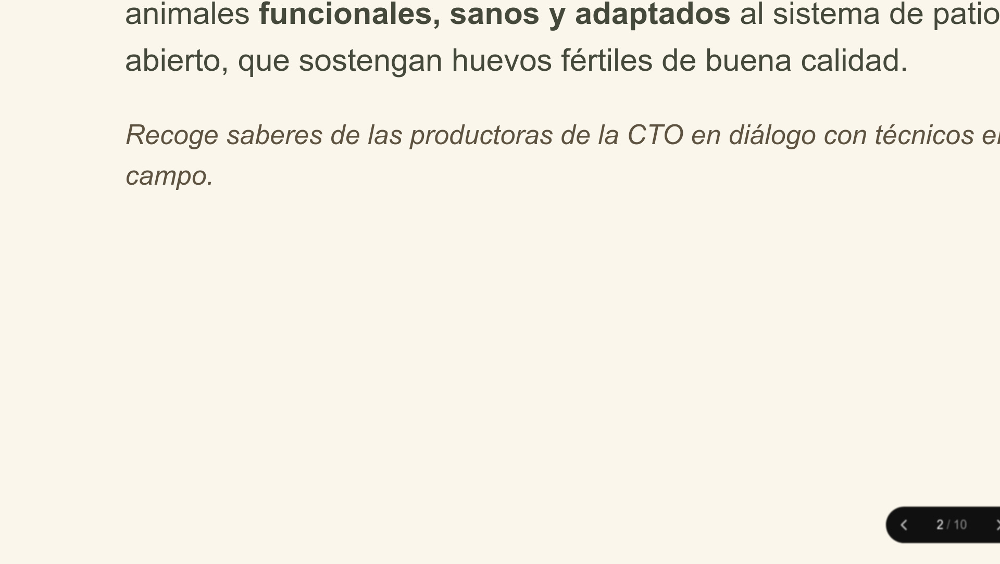 animales funcionales, sanos y adaptados al sistema de patio
abierto, que sostengan huevos fértiles de buena calidad.
Recoge saberes de las productoras de la CTO en diálogo con técnicos
campo.
2 / 10